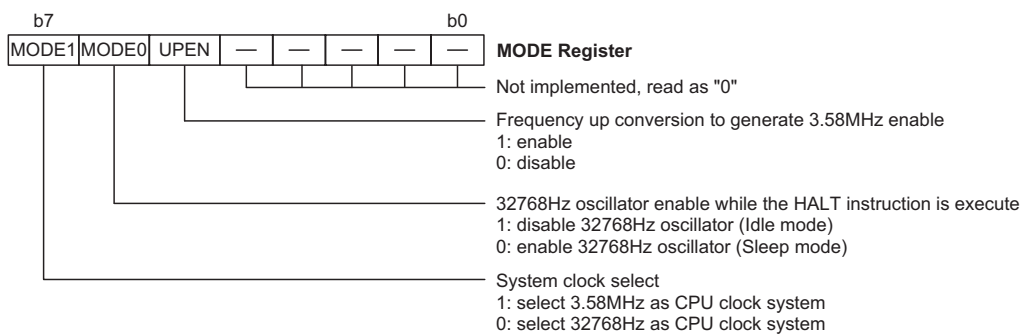 b7 b0
MODE1 MODE0 UPEN — — — — — MODE Register
Not implemented, read as "0"
Frequency up conversion to generate 3.58MHz enable
1: enable
0: disable
32768Hz oscillator enable while the HALT instruction is execute
1: disable 32768Hz oscillator (Idle mode)
0: enable 32768Hz oscillator (Sleep mode)
System clock select
1: select 3.58MHz as CPU clock system
0: select 32768Hz as CPU clock system